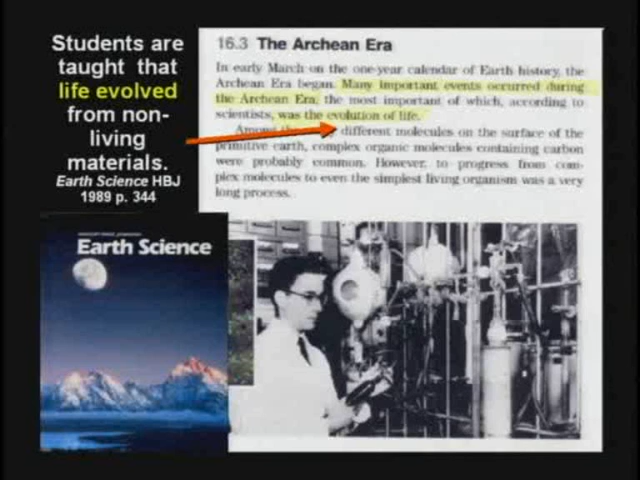 Students are
taught that
life evolved
from non-
living
materials.
Earth Science HBJ
1989 p. 344
16.3 The Archean Era
In early March on the one-year calendar of Earth history, the
Archean Era began. Many important events occurred during
the Archean Era, the most important of which, according to
scientists, was the evolution of life.
Among the different molecules on the surface of the
primitive earth, complex organic molecules containing carbon
were probably common. However, to progress from com-
plex molecules to even the simplest living organism was a very
long process.
Earth Science